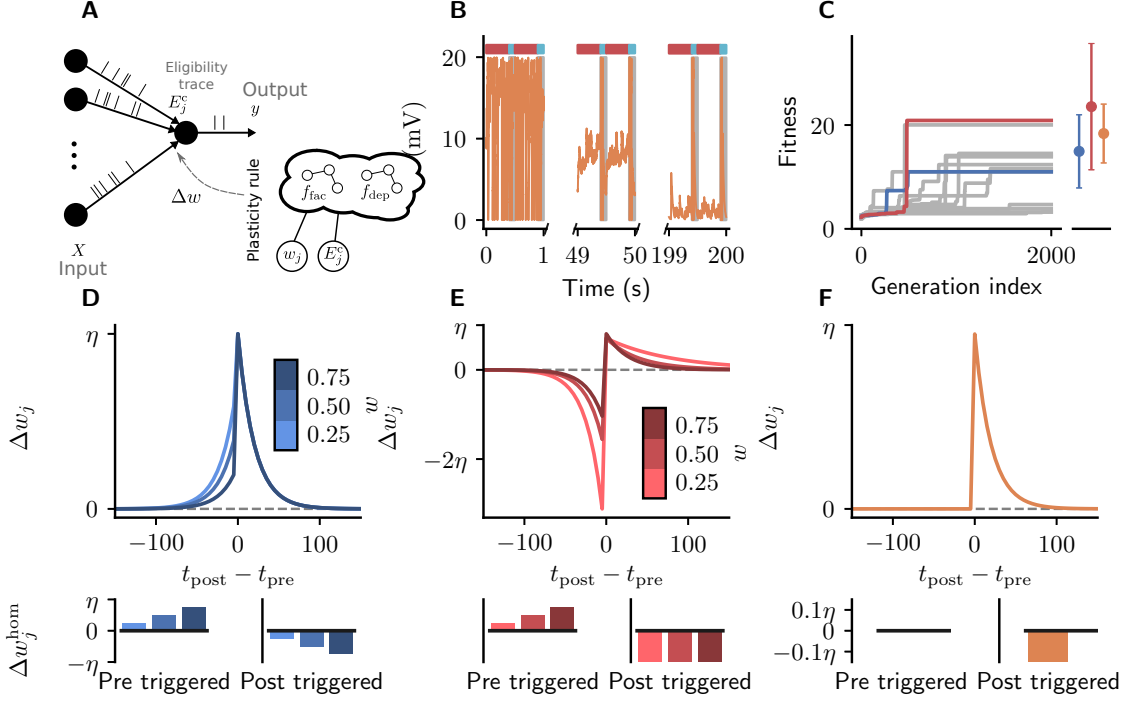 A
Eligibility
trace
E_j^c
Output
y
Δw
Plasticity rule
f_fac
f_dep
w_j
E_j^c
X
Input
B
(mV)
20
10
0
0
1
49
50
199
200
Time (s)
C
Fitness
20
0
0
2000
Generation index
D
Δw_j
η
0
0.75
0.50
0.25
w
−100
0
100
t_post − t_pre
E
Δw_j
η
0
−2η
0.75
0.50
0.25
w
−100
0
100
t_post − t_pre
F
Δw_j
η
0
−100
0
100
t_post − t_pre
Δw_j^hom
η
0
−η
Pre triggered
Post triggered
Pre triggered
Post triggered
0.1η
0
−0.1η
Pre triggered
Post triggered